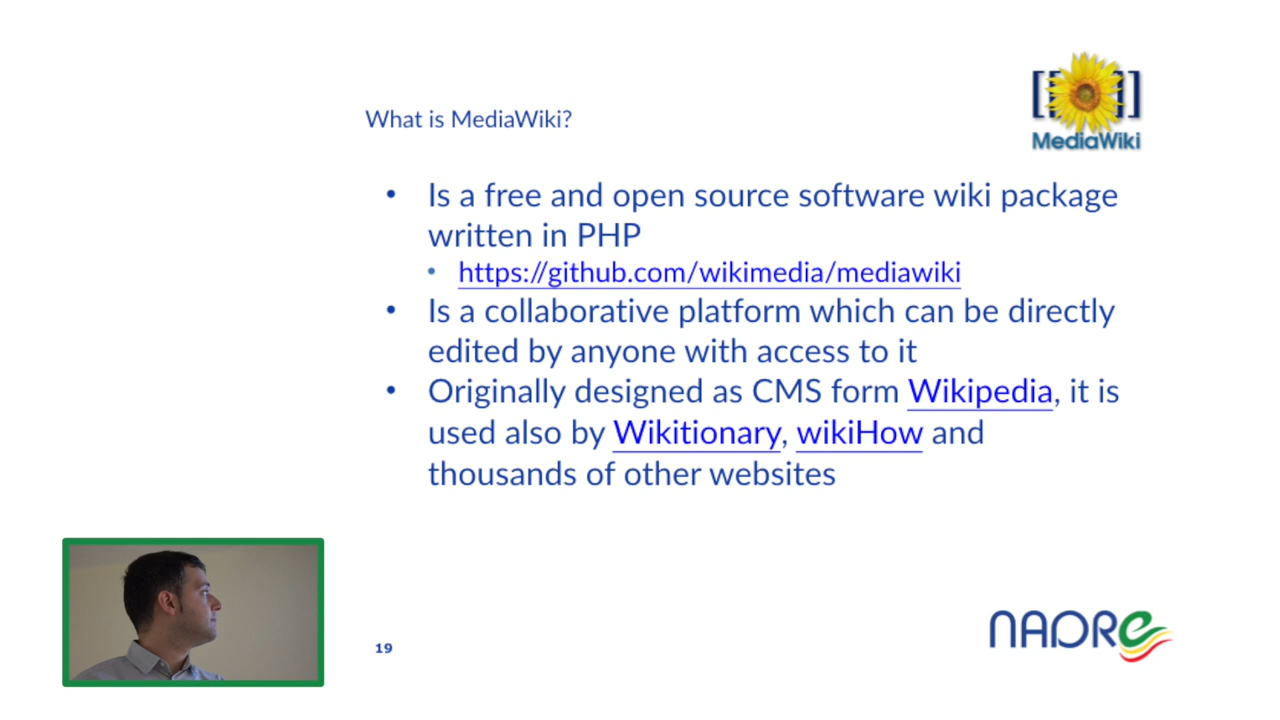 What is MediaWiki?
[[ ]]
MediaWiki
• Is a free and open source software wiki package
written in PHP
• https://github.com/wikimedia/mediawiki
• Is a collaborative platform which can be directly
edited by anyone with access to it
• Originally designed as CMS form Wikipedia, it is
used also by Wikitionary, wikiHow and
thousands of other websites
19
NADRe